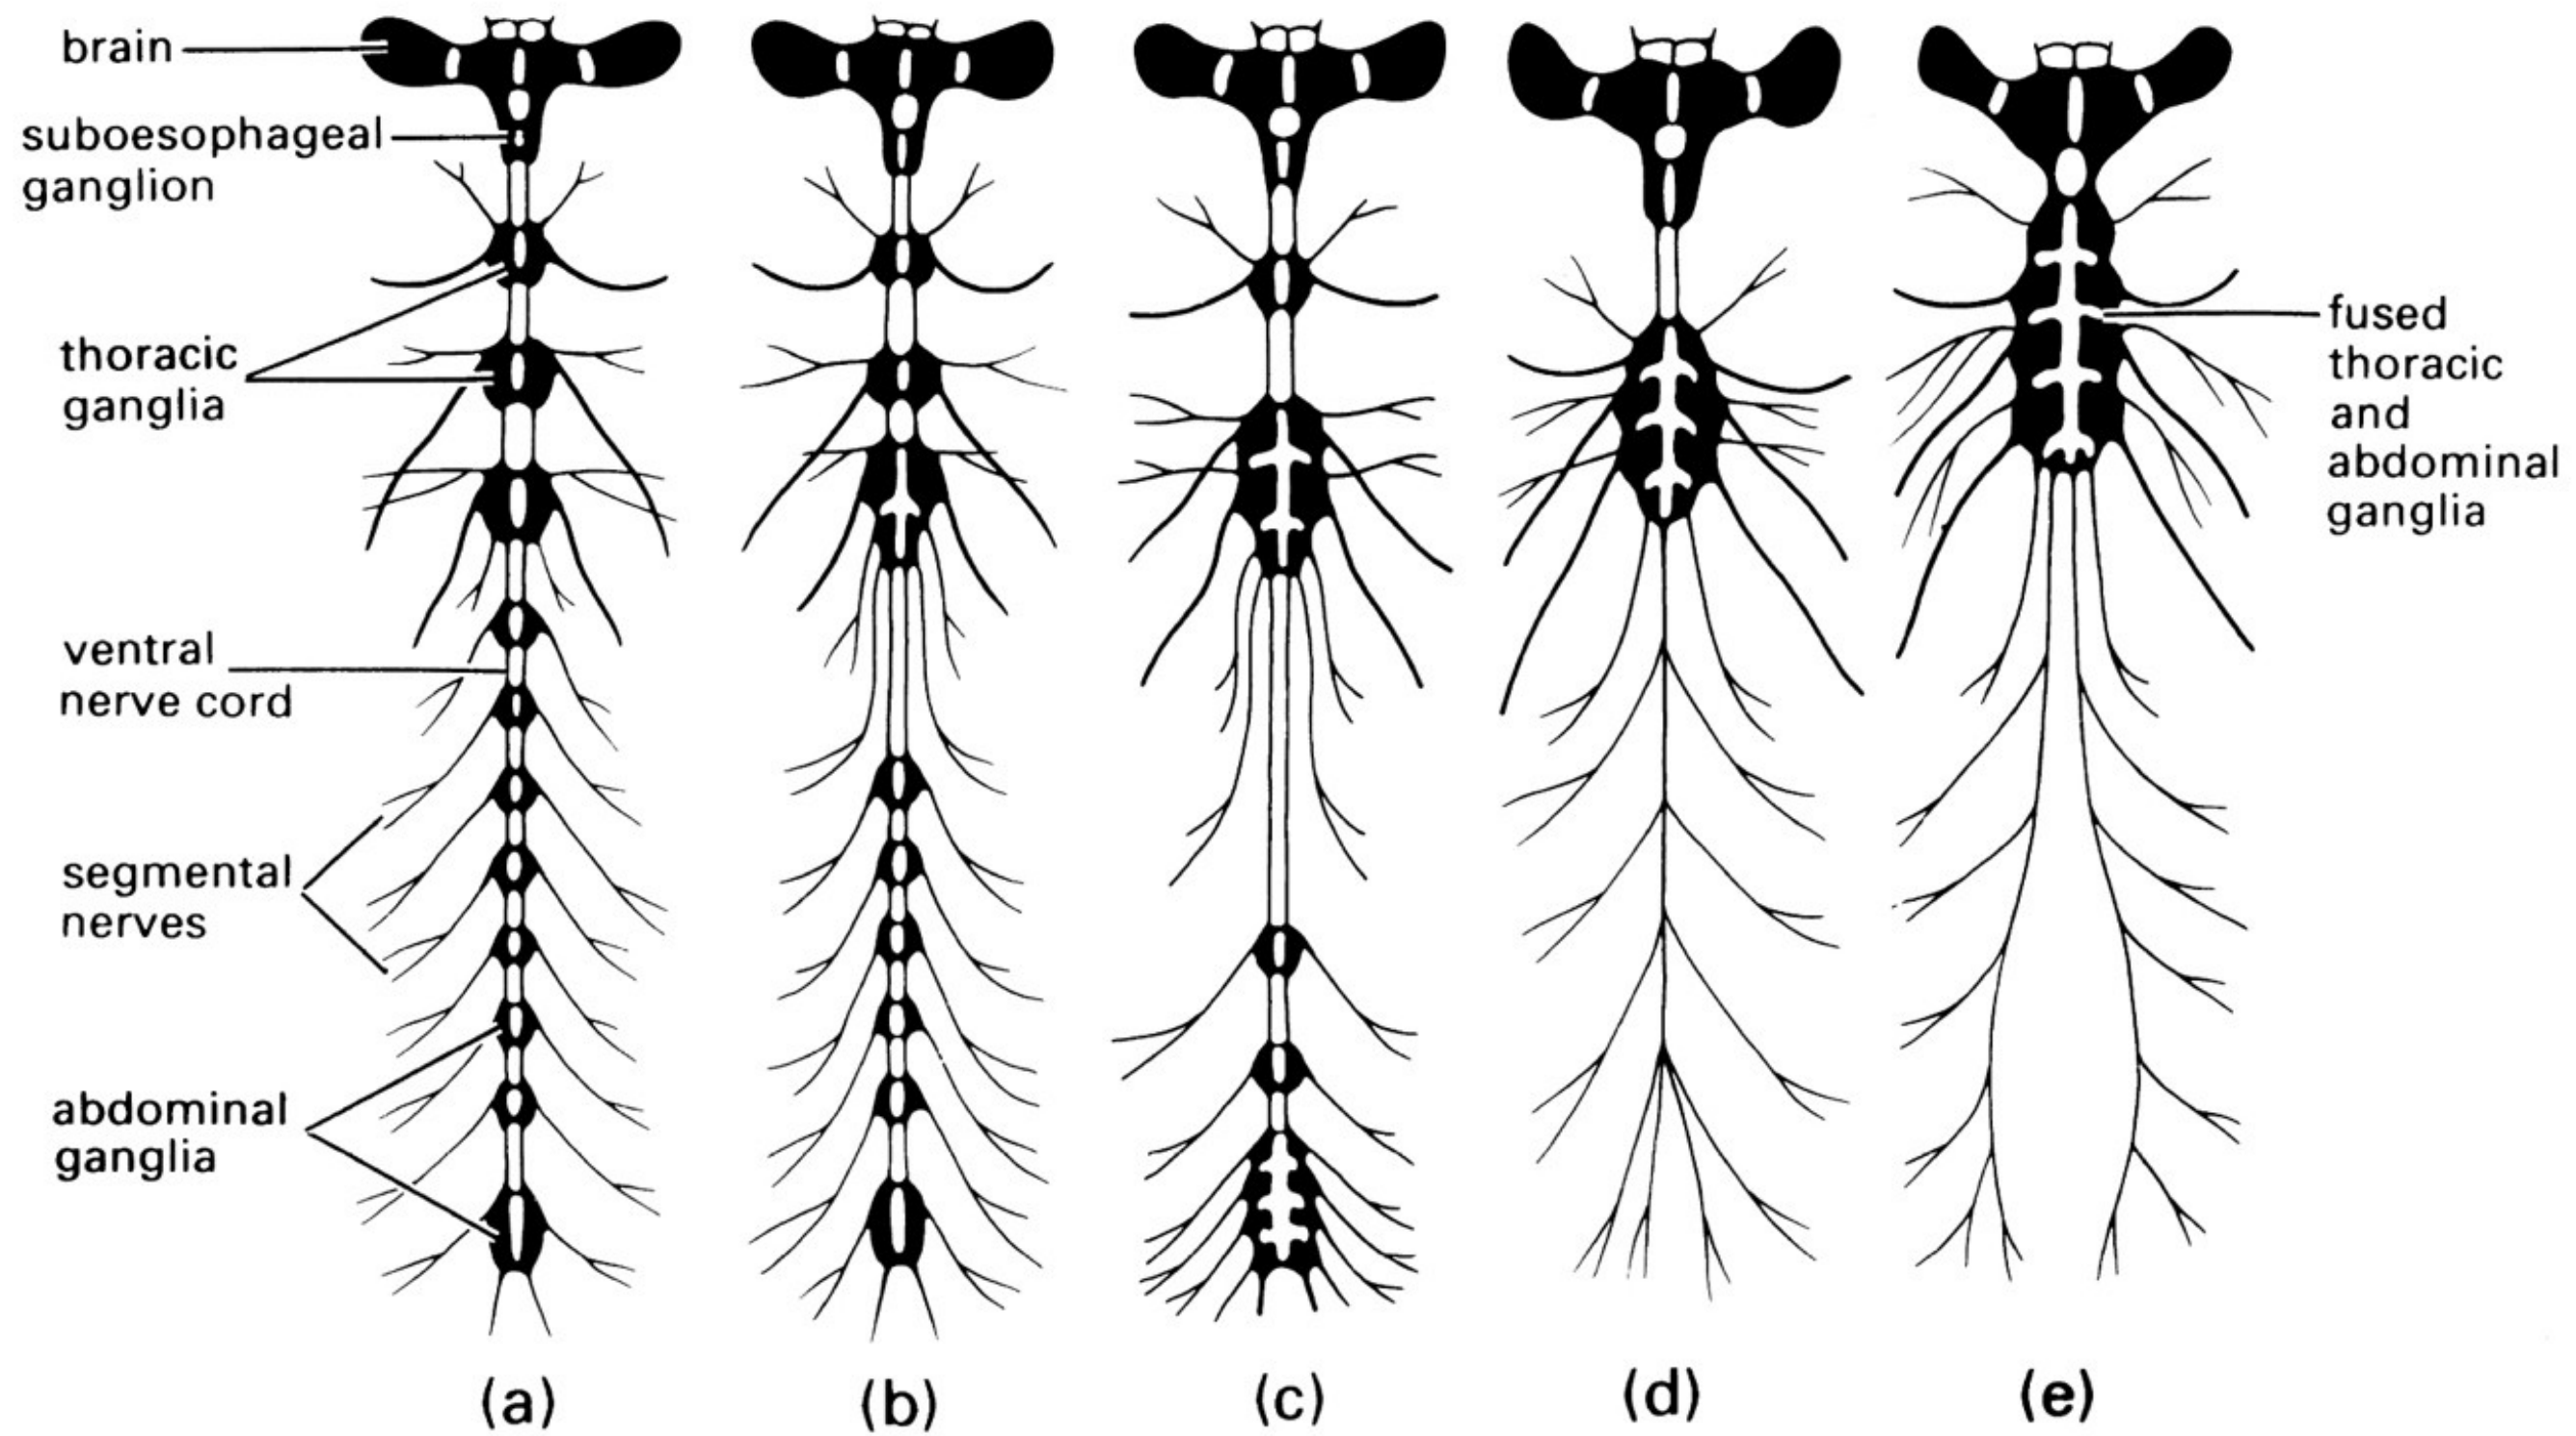 brain
suboesophageal
ganglion
thoracic
ganglia
ventral
nerve cord
segmental
nerves
abdominal
ganglia
fused
thoracic
and
abdominal
ganglia
(a) (b) (c) (d) (e)